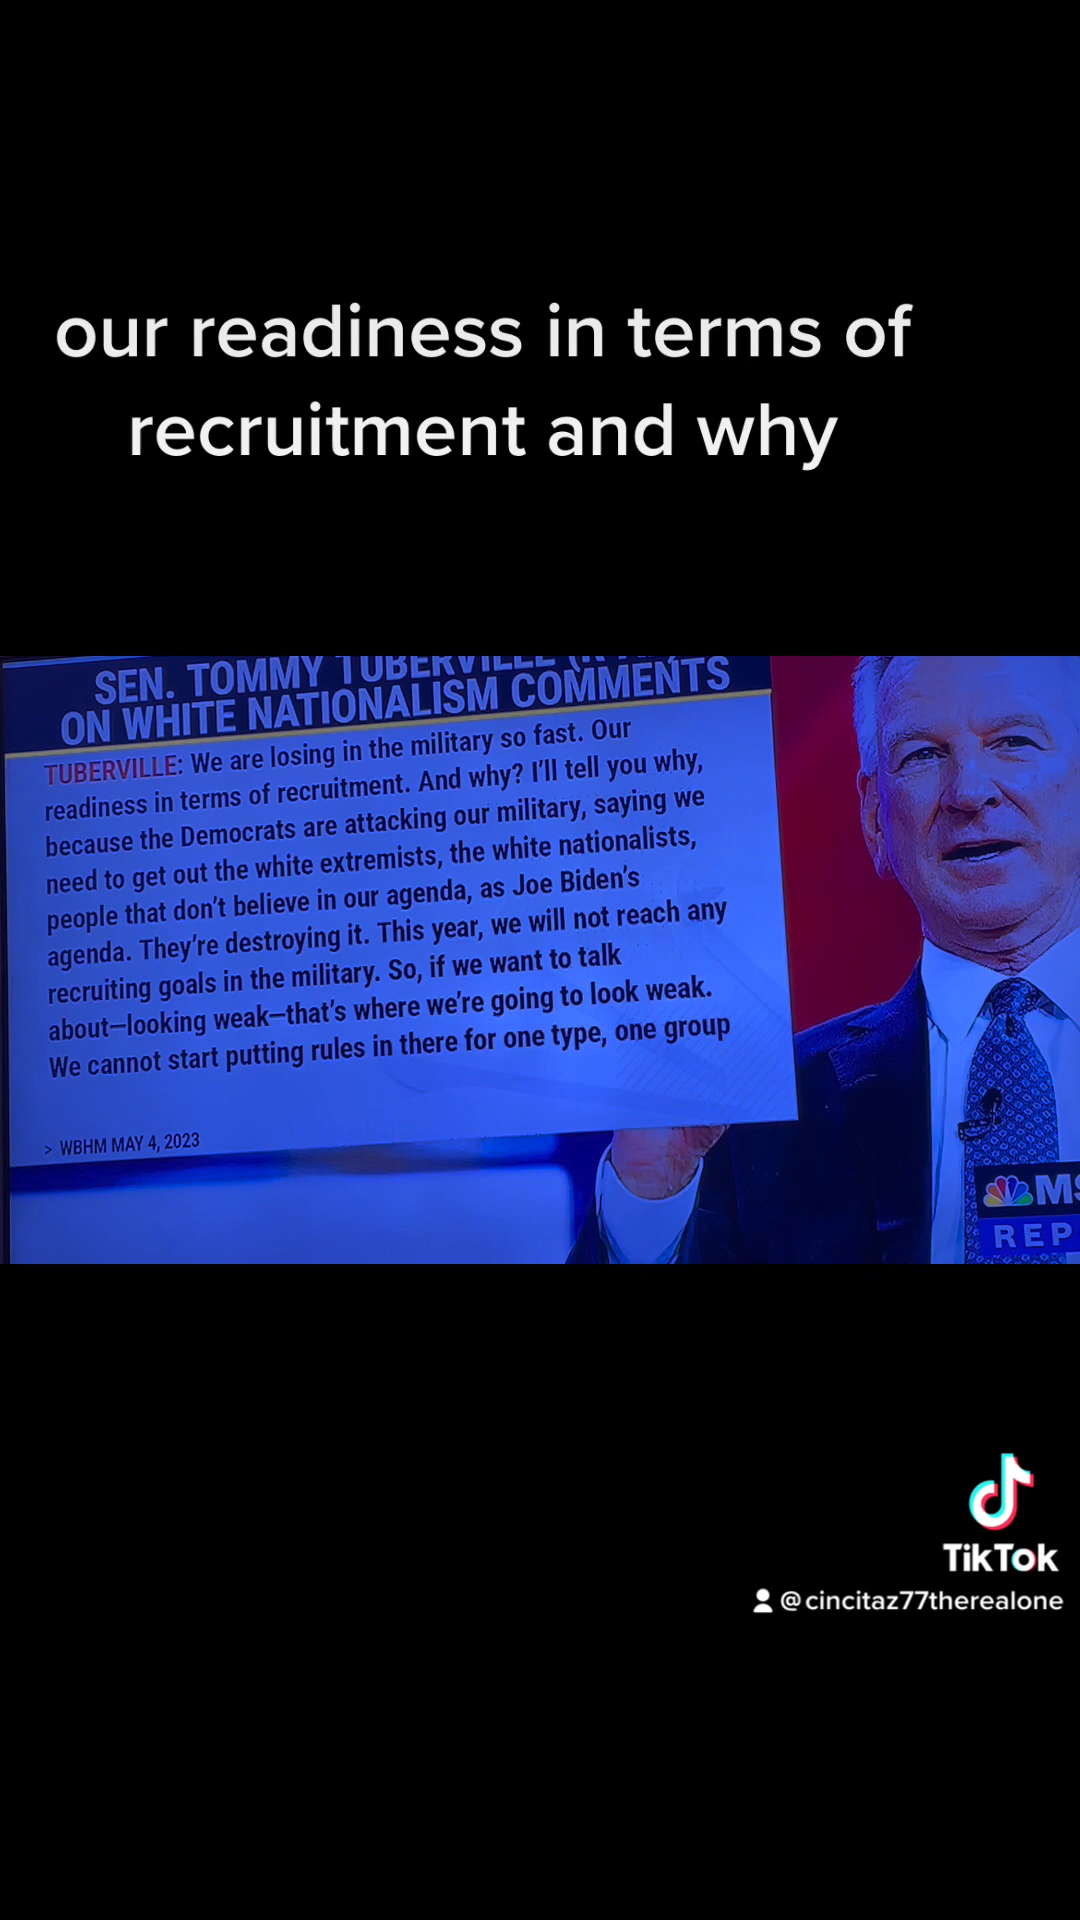 our readiness in terms of
recruitment and why
SEN. TOMMY TUBERVILLE
ON WHITE NATIONALISM COMMENTS
TUBERVILLE: We are losing in the military so fast. Our
readiness in terms of recruitment. And why? I'll tell you why,
because the Democrats are attacking our military, saying we
need to get out the white extremists, the white nationalists,
people that don't believe in our agenda, as Joe Biden's
agenda. They're destroying it. This year, we will not reach any
recruiting goals in the military. So, if we want to talk
about—looking weak—that's where we're going to look weak.
We cannot start putting rules in there for one type, one group
> WBHM MAY 4, 2023
MS
REP
TikTok
@cincitaz77therealone